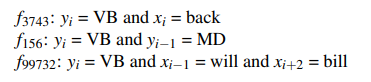 f3743: yi = VB and xi = back
f156: yi = VB and yi−1 = MD
f99732: yi = VB and xi−1 = will and xi+2 = bill